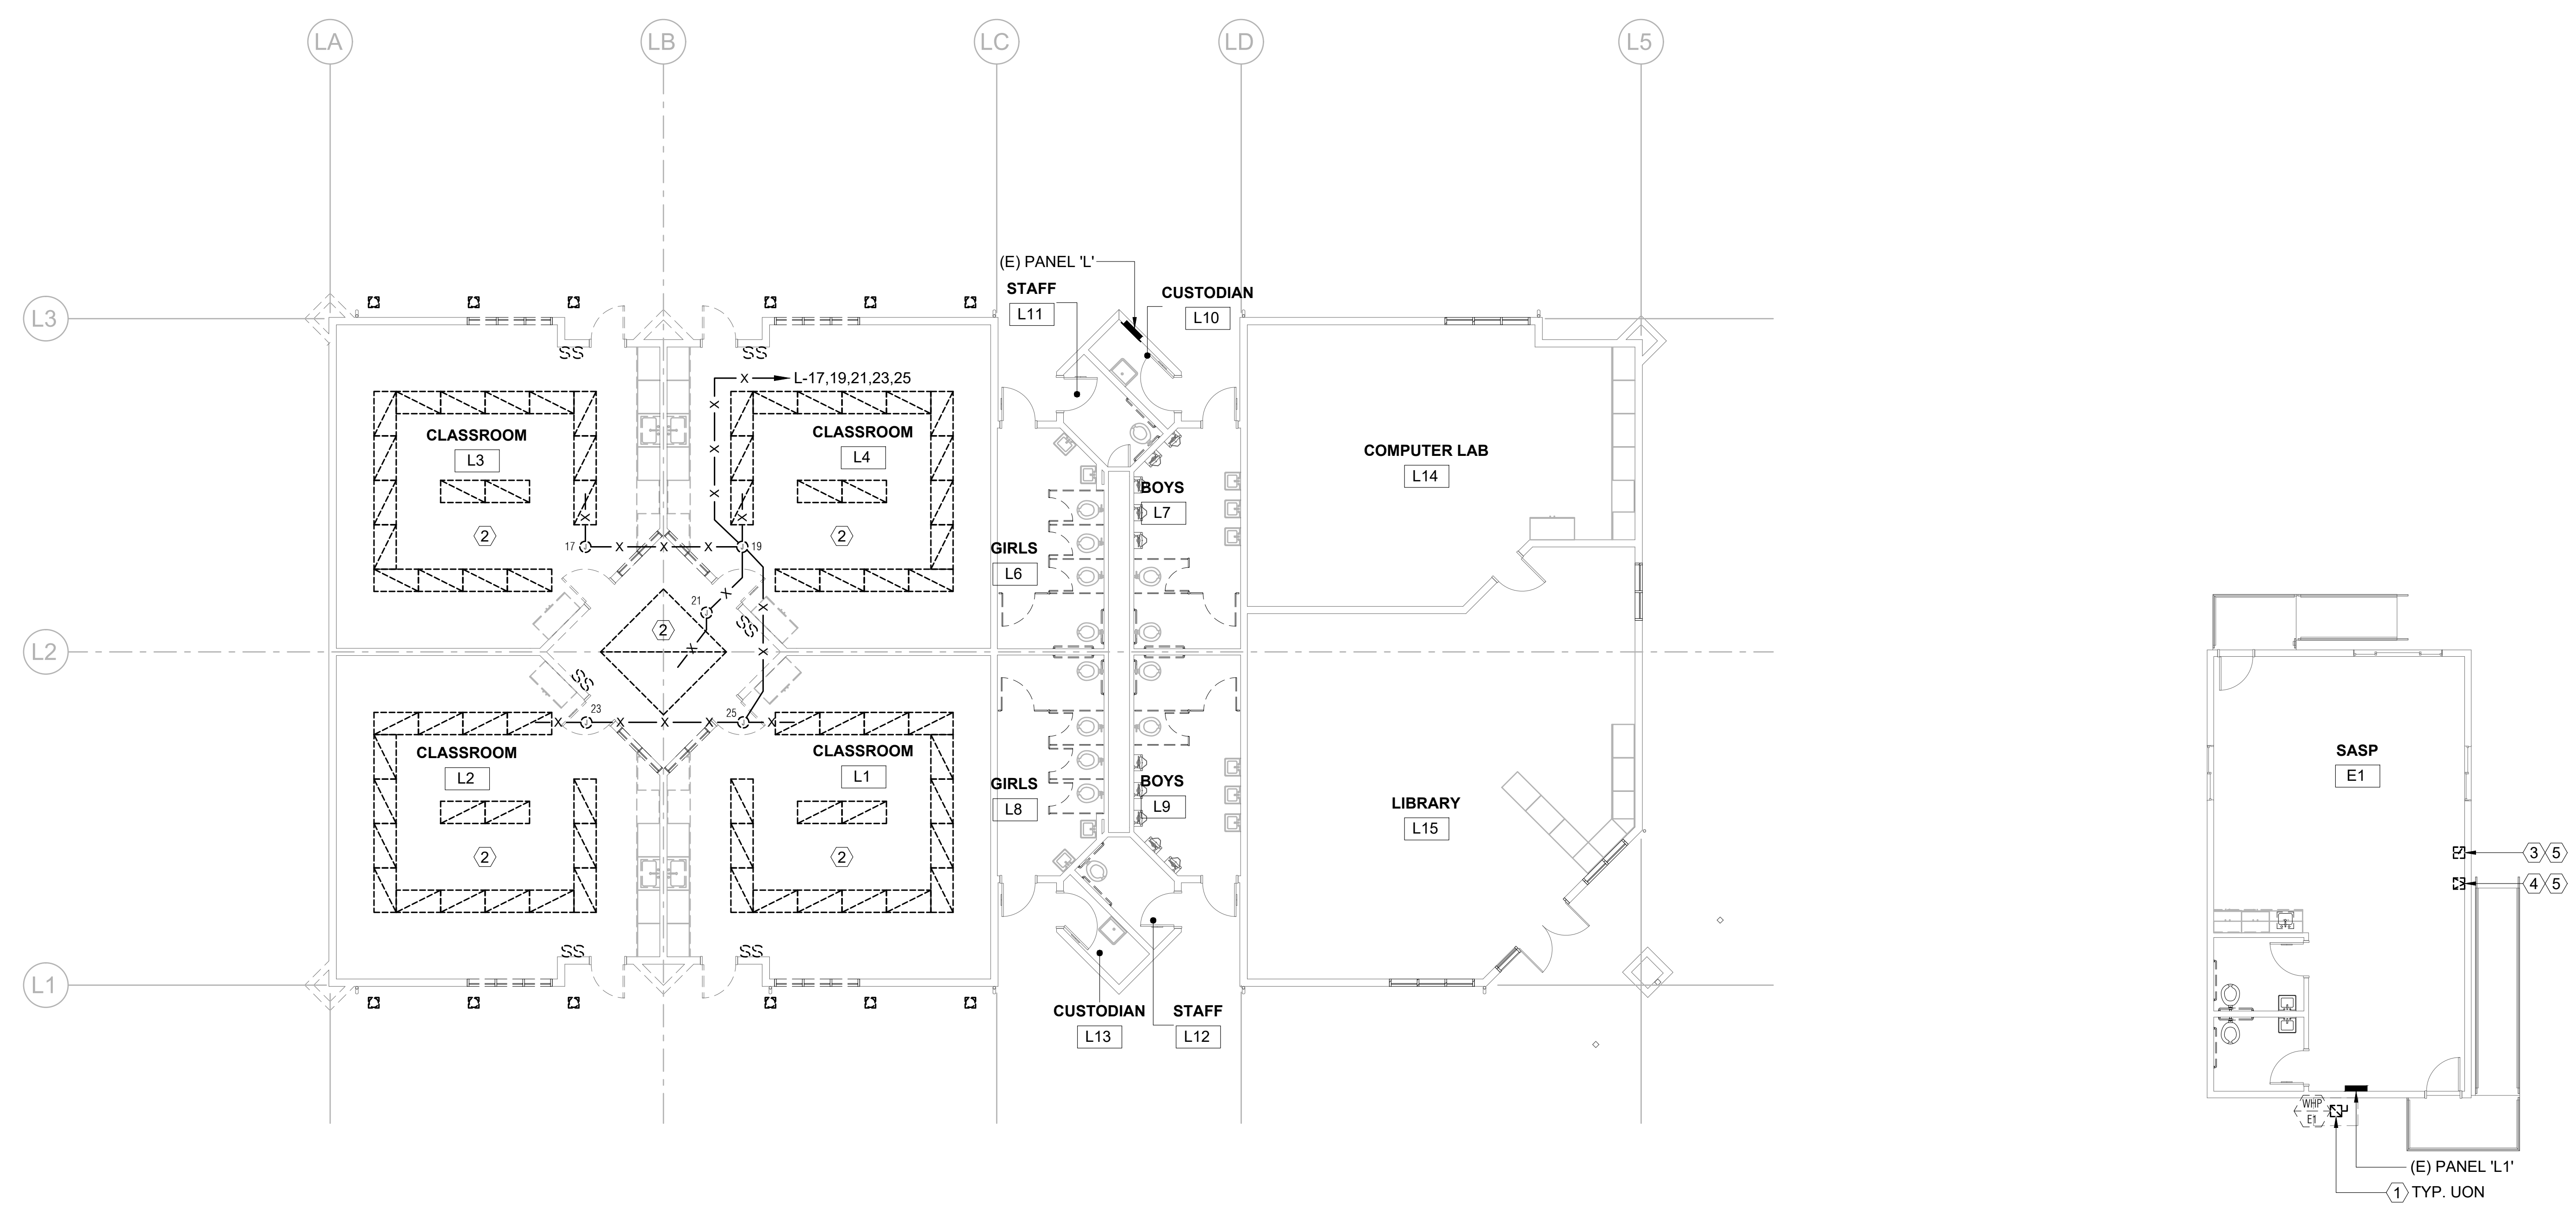 LA
LB
LC
LD
L5
(E) PANEL 'L'
STAFF
L11
CUSTODIAN
L10
L3
SS
SS
L-17,19,21,23,25
X
X
X
X
CLASSROOM
L3
CLASSROOM
L4
COMPUTER LAB
L14
BOYS
L7
2
2
X
X
17
J
X
X
X
J
19
GIRLS
L6
X
21
J
X
2
SS
L2
X
X
SS
23
25
X
J
X
X
X
J
X
CLASSROOM
L2
CLASSROOM
L1
SASP
E1
GIRLS
L8
BOYS
L9
LIBRARY
L15
2
2
3
5
4
5
SS
SS
L1
CUSTODIAN
L13
STAFF
L12
WHP
E1
(E) PANEL 'L1'
1
TYP. UON